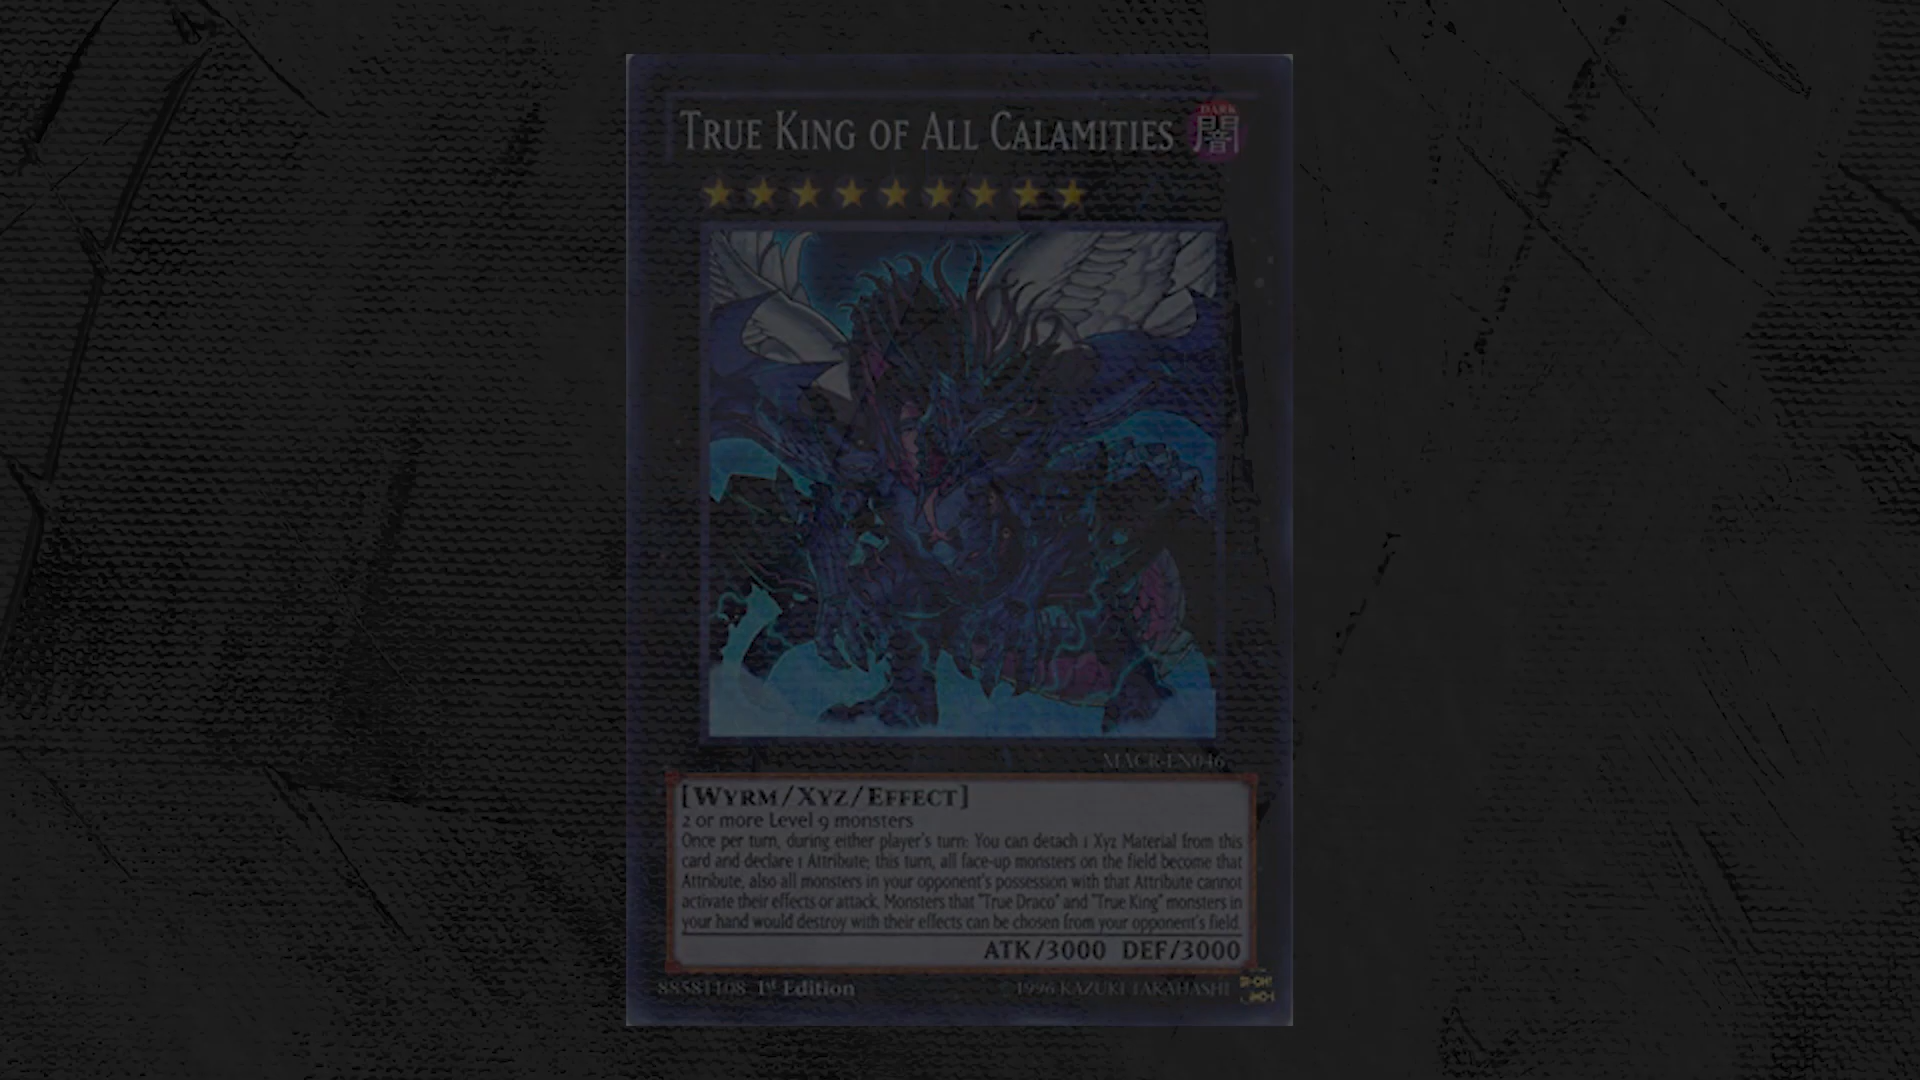 TRUE KING OF ALL CALAMITIES
DARK
闇
MACR-EN046
[WYRM/XYZ/EFFECT]
2 or more Level 9 monsters
Once per turn, during either player's turn: You can detach 1 Xyz Material from this
card and declare 1 Attribute; this turn, all face-up monsters on the field become that
Attribute, also all monsters in your opponent's possession with that Attribute cannot
activate their effects or attack. Monsters that "True Draco" and "True King" monsters in
your hand would destroy with their effects can be chosen from your opponent's field.
ATK/3000 DEF/3000
88581108 1st Edition
1996 KAZUKI TAKAHASHI